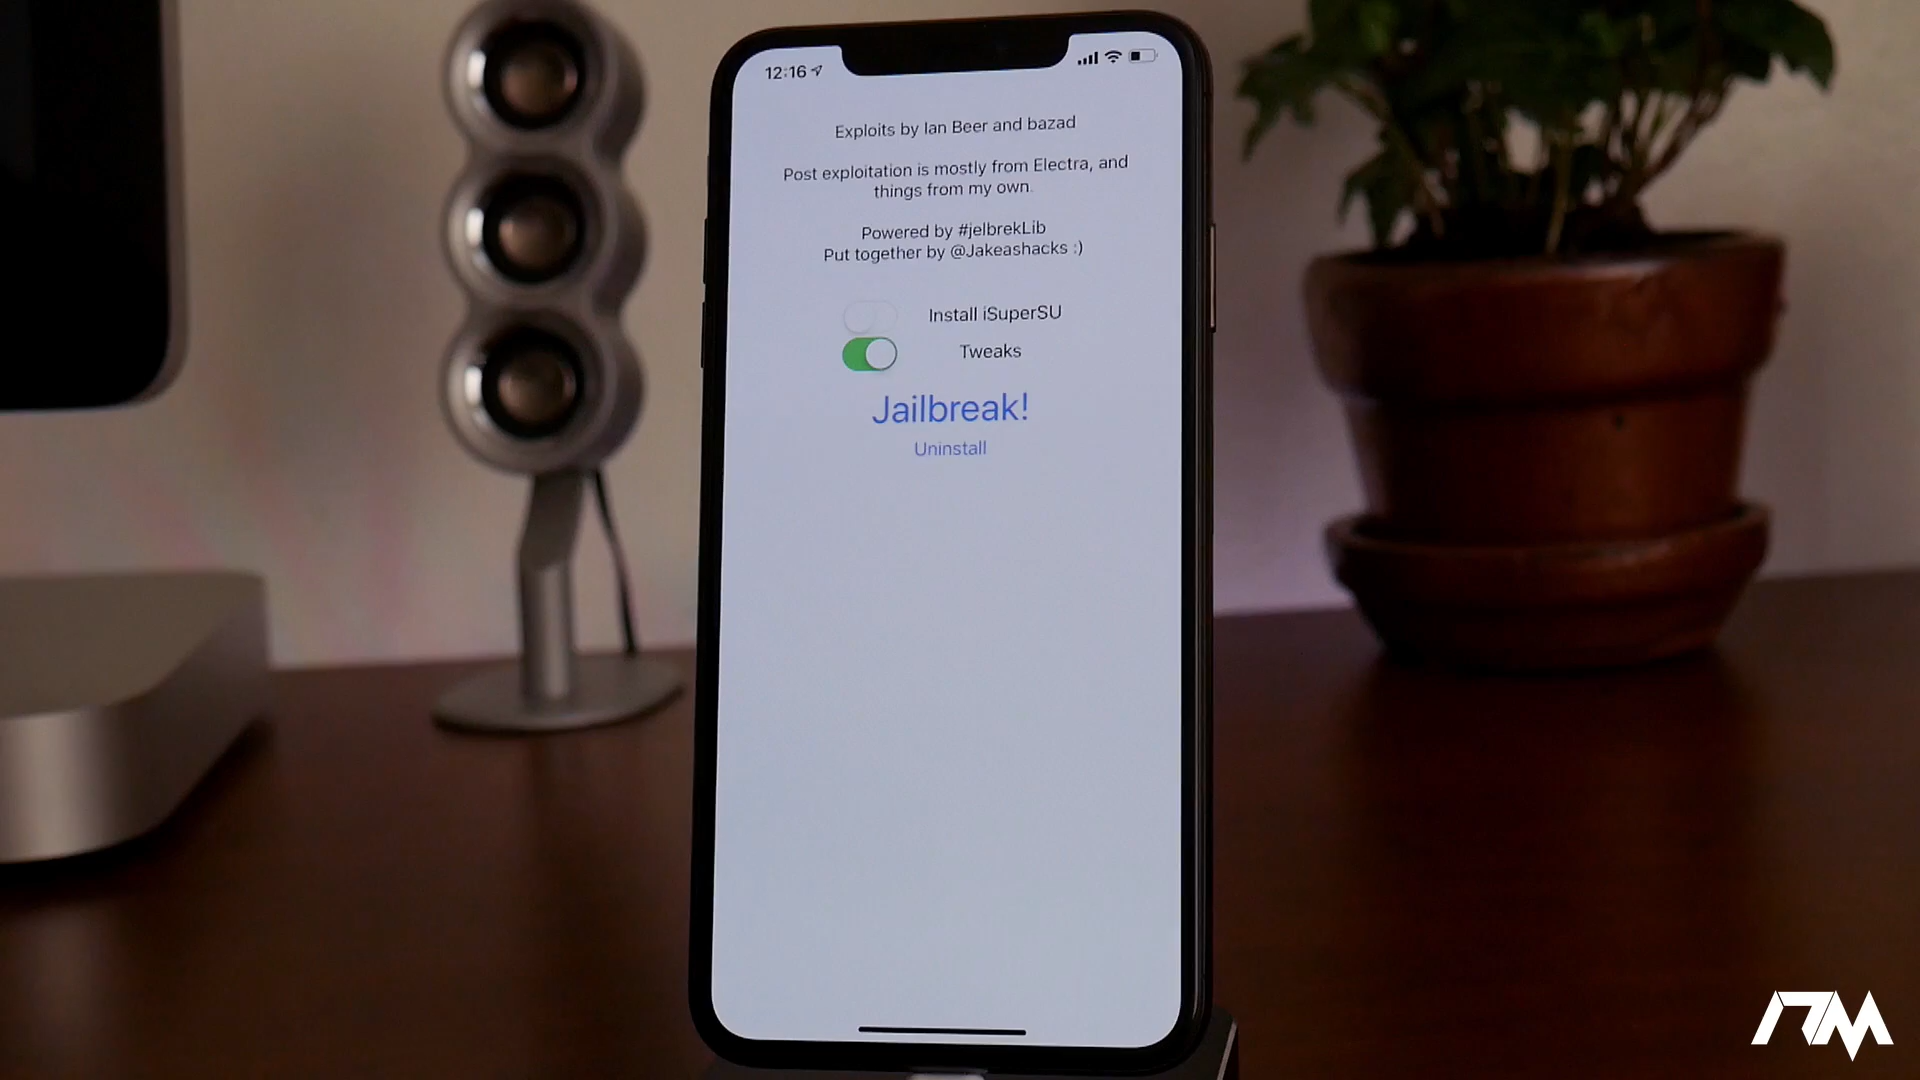 12:16
Exploits by Ian Beer and bazad
Post exploitation is mostly from Electra, and
things from my own.
Powered by #jelbrekLib
Put together by @Jakeashacks :)
Install iSuperSU
Tweaks
Jailbreak!
Uninstall